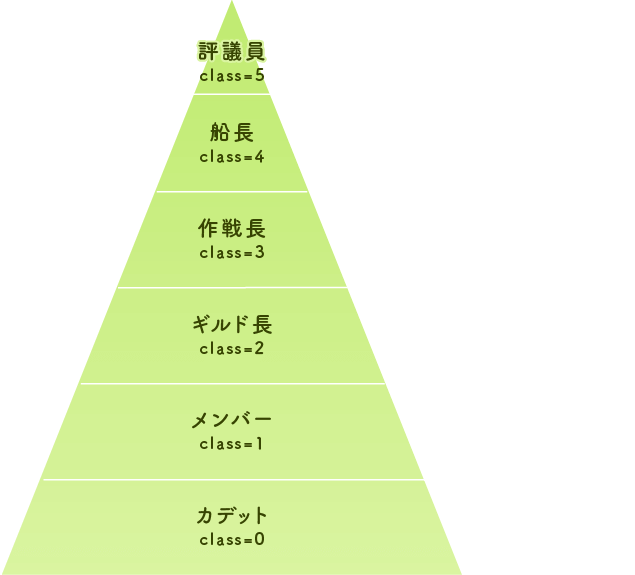 評議員
class=5
船長
class=4
作戦長
class=3
ギルド長
class=2
メンバー
class=1
カデット
class=0